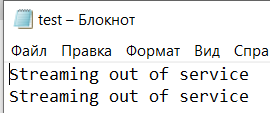 test – Блокнот
Файл Правка Формат Вид Спра
Streaming out of service
Streaming out of service